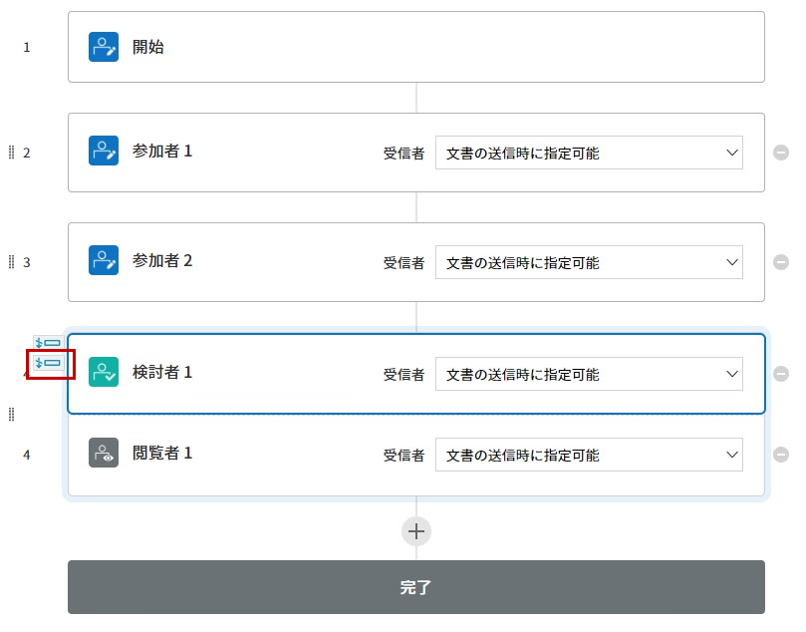 1 開始
2 参加者 1 受信者 文書の送信時に指定可能
3 参加者 2 受信者 文書の送信時に指定可能
検討者 1 受信者 文書の送信時に指定可能
4 閲覧者 1 受信者 文書の送信時に指定可能
完了